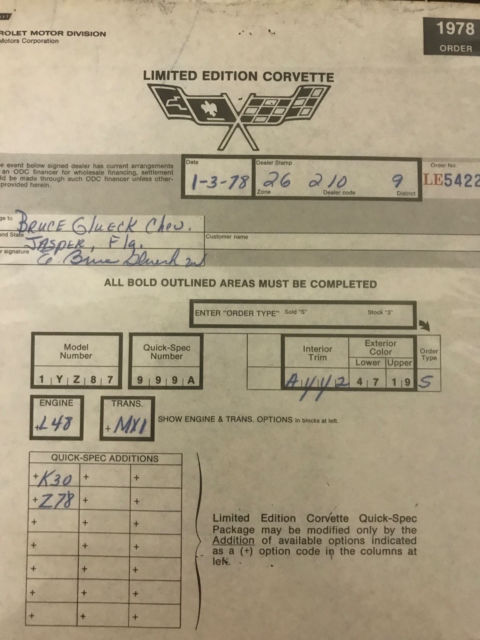 ROLET MOTOR DIVISION
Motors Corporation
1978
ORDER
LIMITED EDITION CORVETTE
e event below signed dealer has current arrangements
an ODC financer for wholesale financing, settlement
ld be made through such ODC financer unless other-
provided herein.
Date
1-3-78
Dealer Stamp
26 210 9
Zone Dealer code District
Order No.
LE5422
ge to
BRUCE GLUECK Chev.
and State
JASPER, Fla.
Customer name
r signature
ALL BOLD OUTLINED AREAS MUST BE COMPLETED
ENTER "ORDER TYPE" Sold "S" Stock "3"
Model Number
1 Y Z 8 7
Quick-Spec Number
9 9 9 A
Interior Trim
Exterior Color
Lower Upper
Order Type
4 7 1 9 S
ENGINE
+L48
TRANS.
+MX1
SHOW ENGINE & TRANS. OPTIONS in blocks at left.
QUICK-SPEC ADDITIONS
+K30 + +
+Z78 + +
+ + +
+ + +
+ + +
+ + +
+ + +
Limited Edition Corvette Quick-Spec
Package may be modified only by the
Addition of available options indicated
as a (+) option code in the columns at
left.